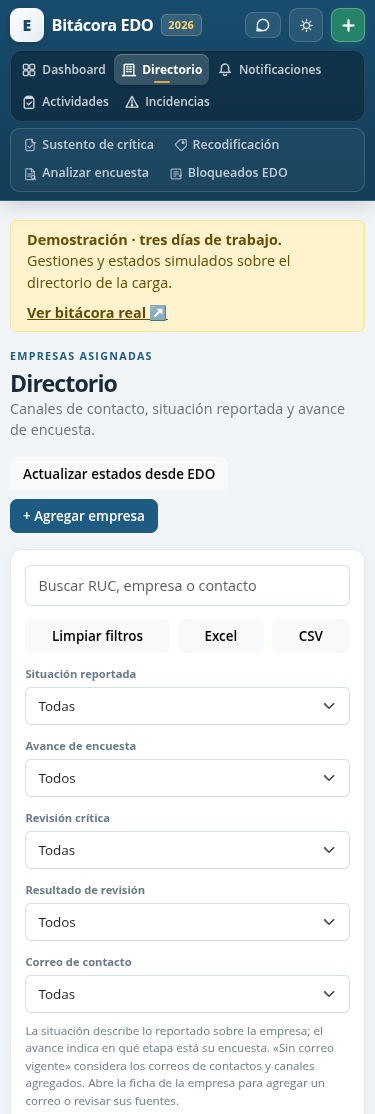 E Bitácora EDO 2026
Dashboard Directorio Notificaciones
Actividades Incidencias
Sustento de crítica Recodificación
Analizar encuesta Bloqueados EDO
Demostración · tres días de trabajo.
Gestiones y estados simulados sobre el
directorio de la carga.
Ver bitácora real ↗
EMPRESAS ASIGNADAS
Directorio
Canales de contacto, situación reportada y avance
de encuesta.
Actualizar estados desde EDO
+ Agregar empresa
Buscar RUC, empresa o contacto
Limpiar filtros Excel CSV
Situación reportada
Todas
Avance de encuesta
Todos
Revisión crítica
Todas
Resultado de revisión
Todos
Correo de contacto
Todas
La situación describe lo reportado sobre la empresa; el
avance indica en qué etapa está su encuesta. «Sin correo
vigente» considera los correos de contactos y canales
agregados. Abre la ficha de la empresa para agregar un
correo o revisar sus fuentes.